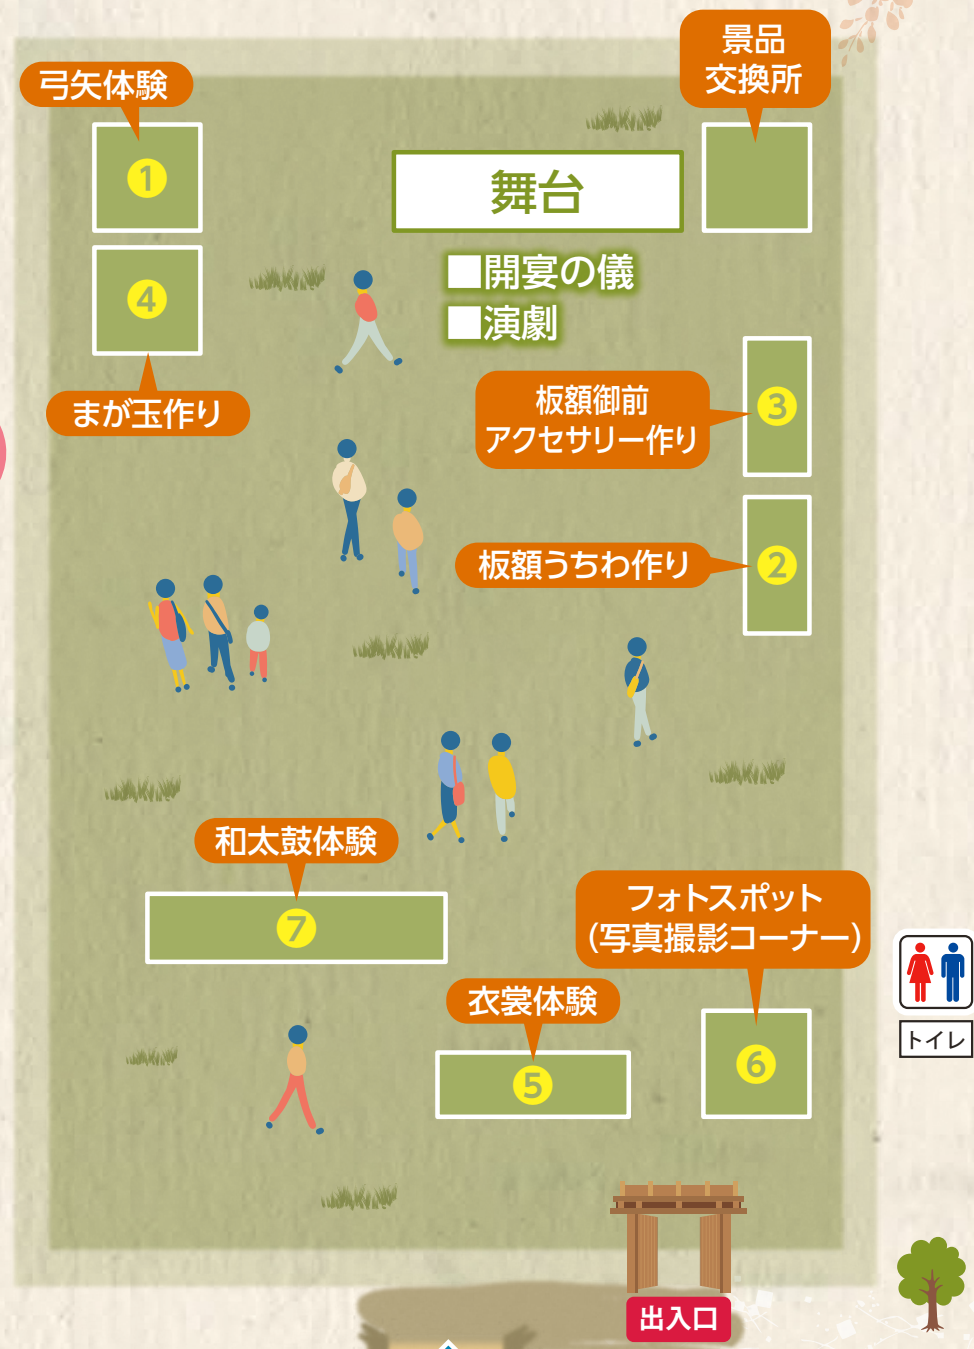 景品
交換所
弓矢体験
1
舞台
4
■開宴の儀
■演劇
まが玉作り
板額御前
アクセサリー作り
3
板額うちわ作り
2
和太鼓体験
7
フォトスポット
(写真撮影コーナー)
衣裳体験
5
6
トイレ
出入口